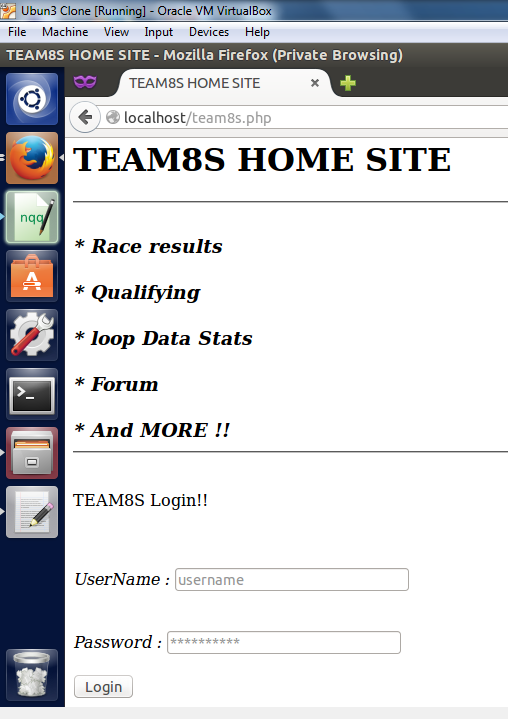 Ubun3 Clone [Running] - Oracle VM VirtualBox
File Machine View Input Devices Help
TEAM8S HOME SITE - Mozilla Firefox (Private Browsing)
TEAM8S HOME SITE
localhost/team8s.php
TEAM8S HOME SITE
* Race results
nqq
* Qualifying
* loop Data Stats
* Forum
* And MORE !!
TEAM8S Login!!
UserName : username
Password : **********
Login